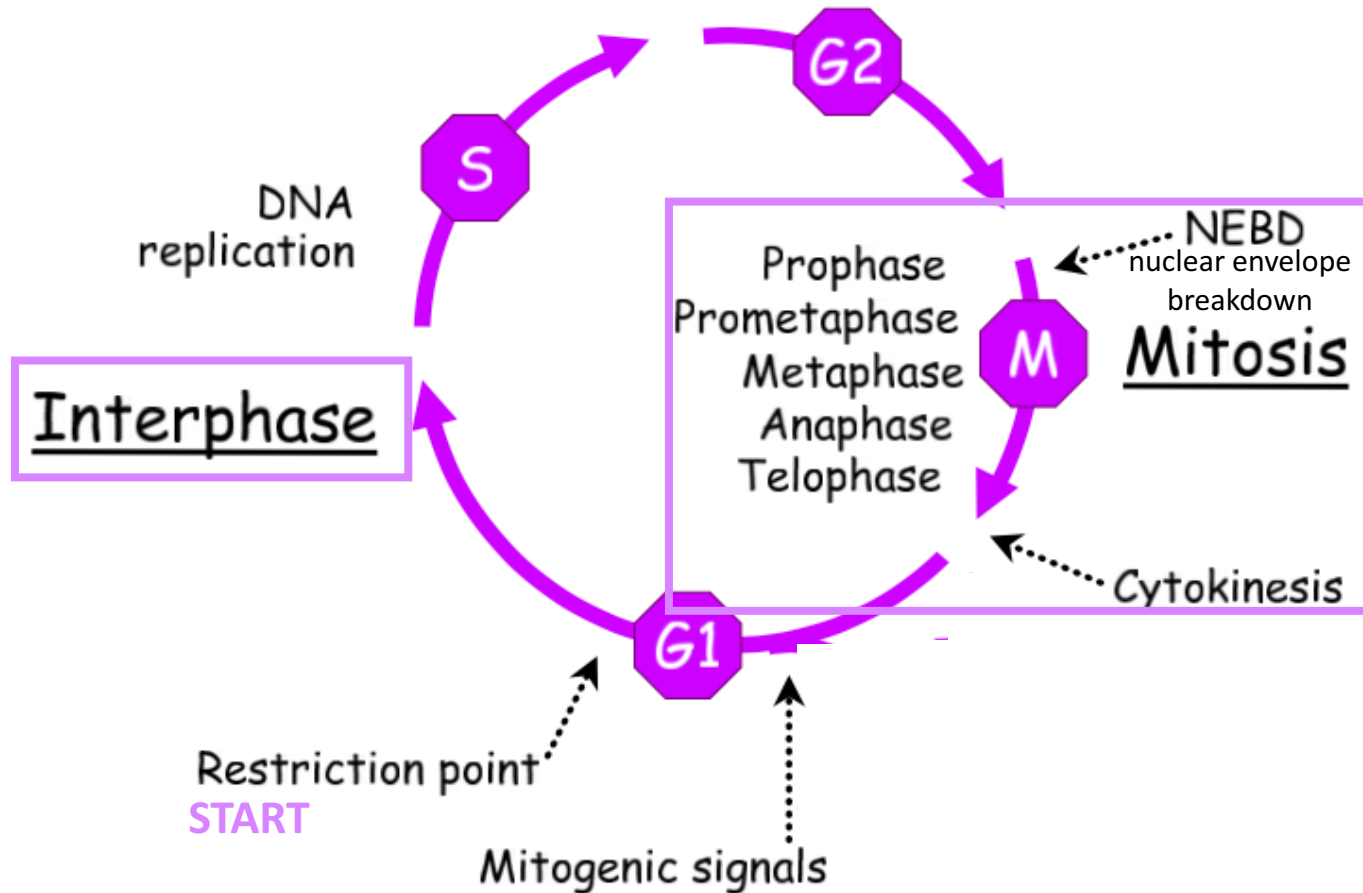 G2
S
DNA
replication
NEBD
nuclear envelope
breakdown
Prophase
Prometaphase
Metaphase
Anaphase
Telophase
M
Mitosis
Interphase
Cytokinesis
G1
Restriction point
START
Mitogenic signals